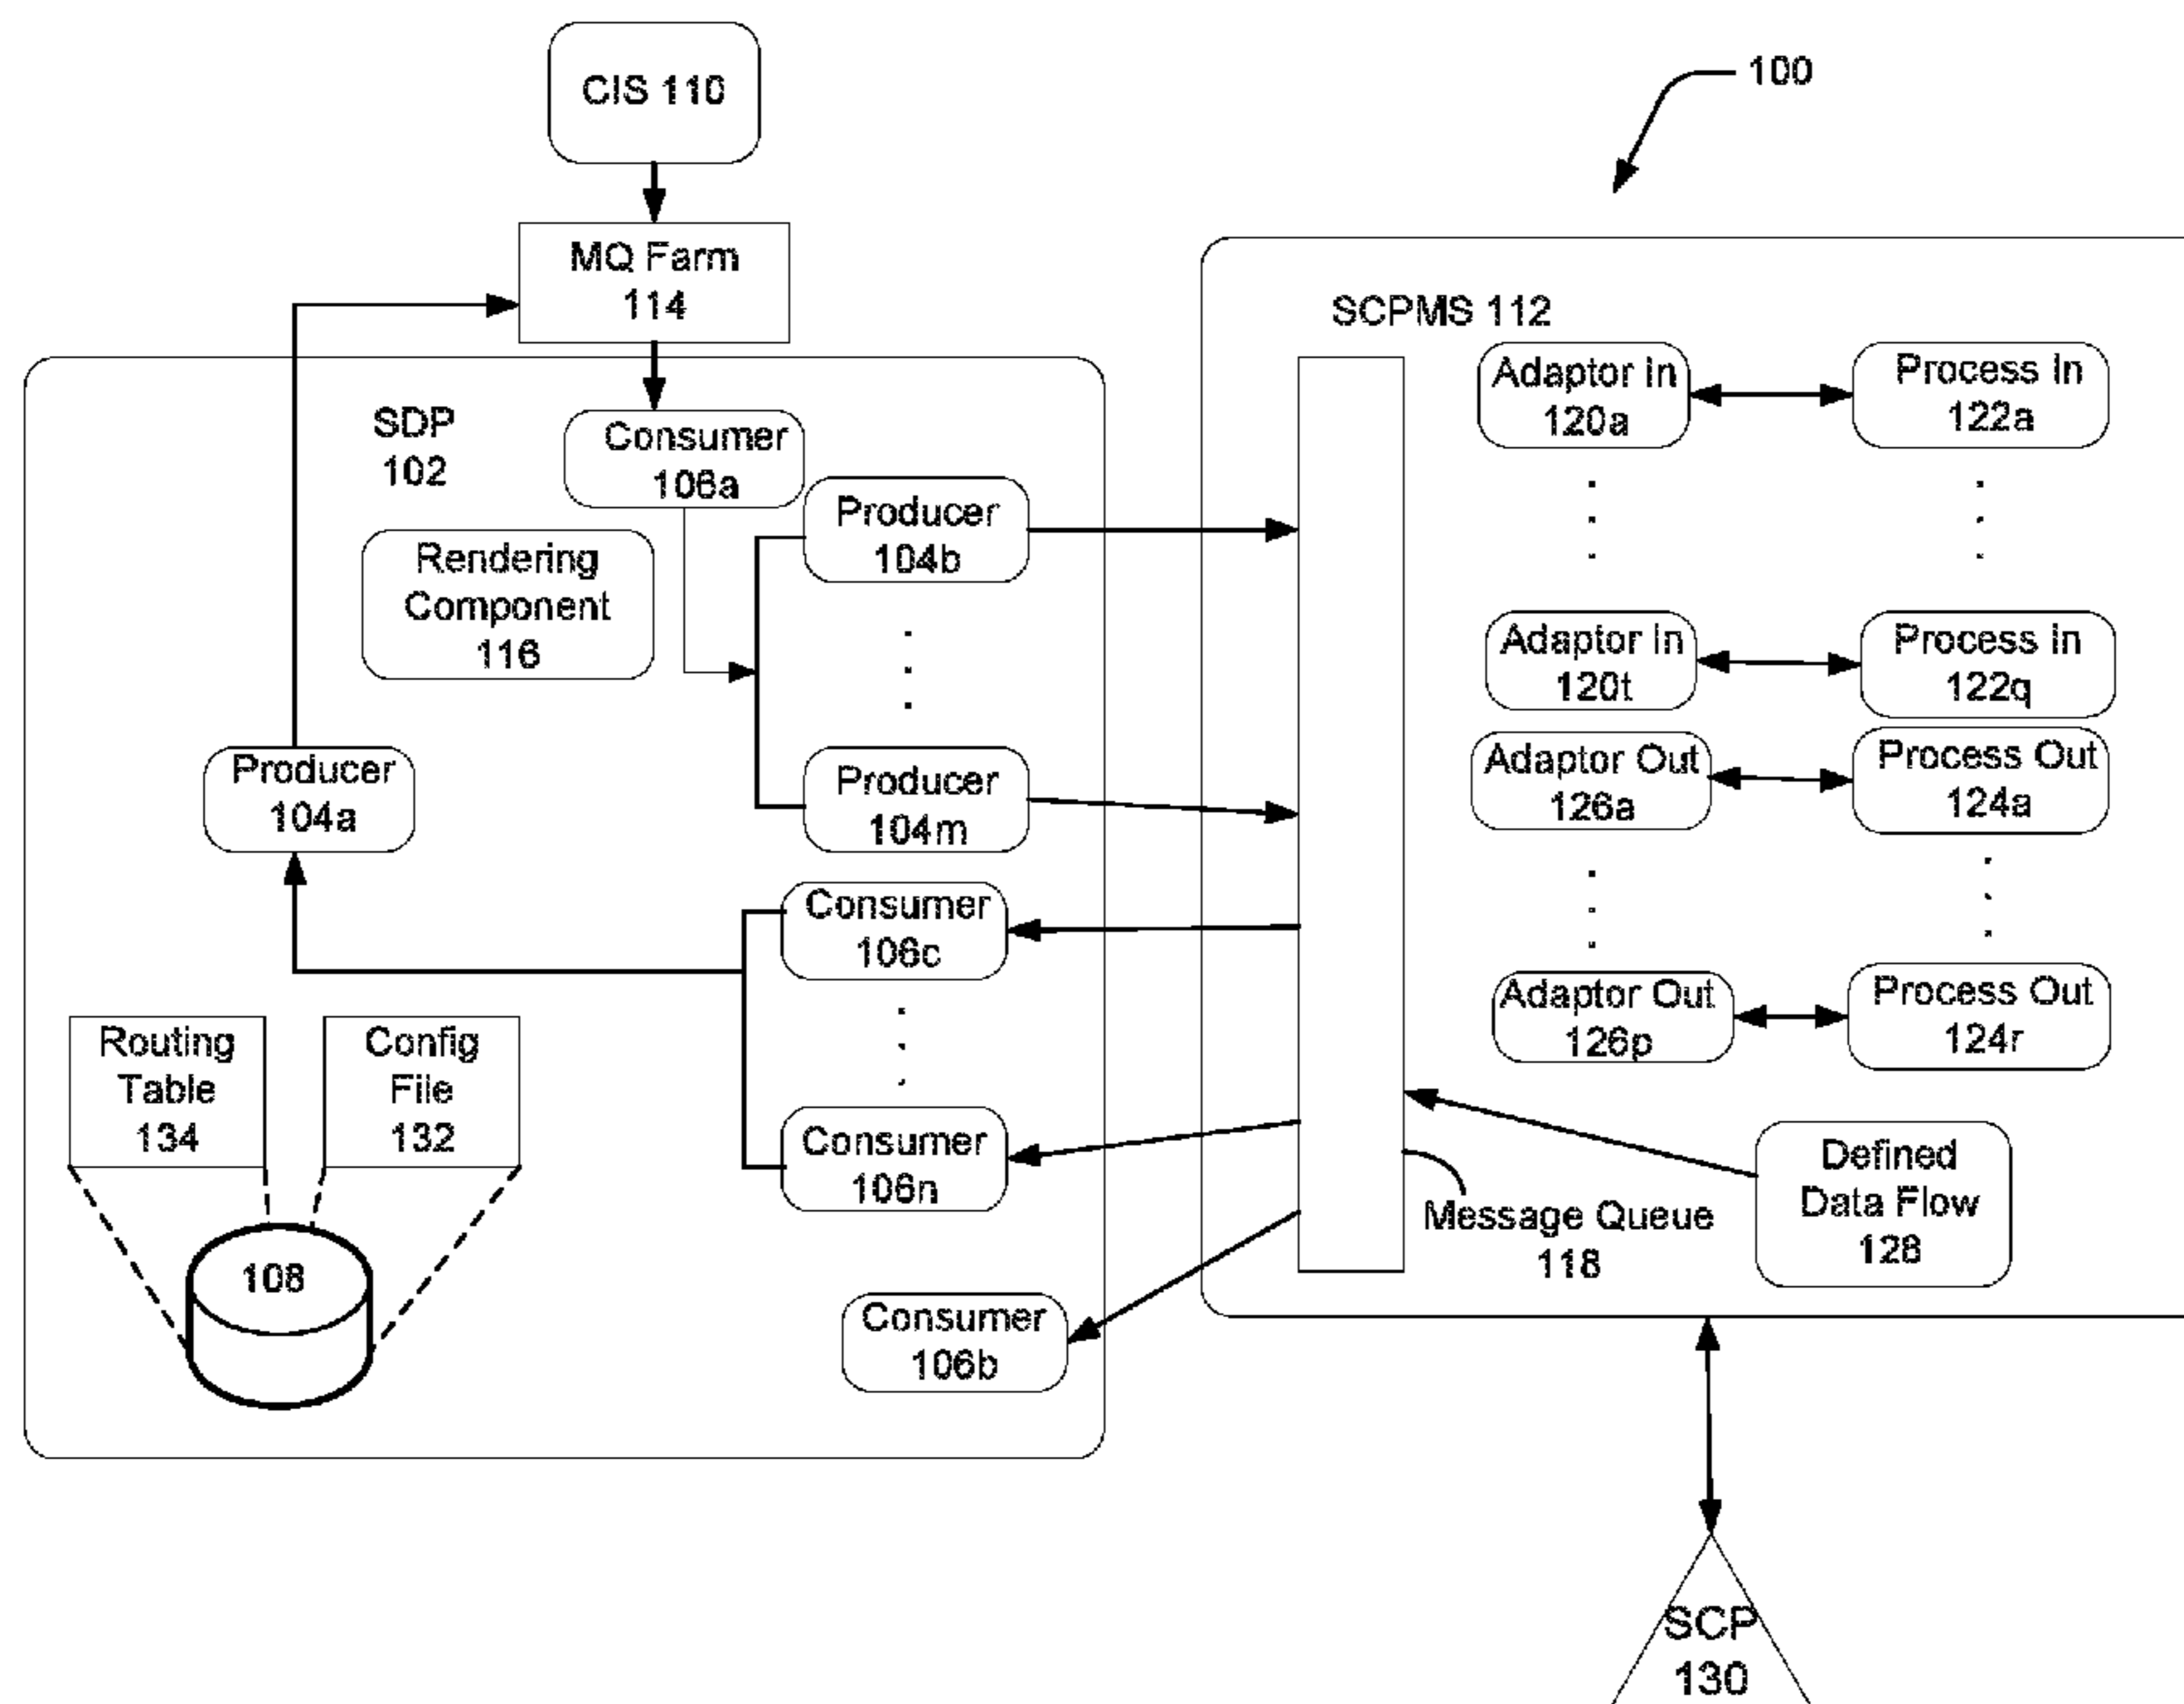 CIS 110
100
MQ Farm
114
SCPMS 112
SDP
102
Consumer
106a
Producer
104b
Rendering
Component
116
Producer
104a
Producer
104m
Consumer
106c
Consumer
106n
Consumer
106b
Routing
Table
134
Config
File
132
108
Adaptor In
120a
Process In
122a
Adaptor In
120t
Process In
122q
Adaptor Out
126a
Process Out
124a
Adaptor Out
126p
Process Out
124r
Message Queue
118
Defined
Data Flow
128
SCP
130